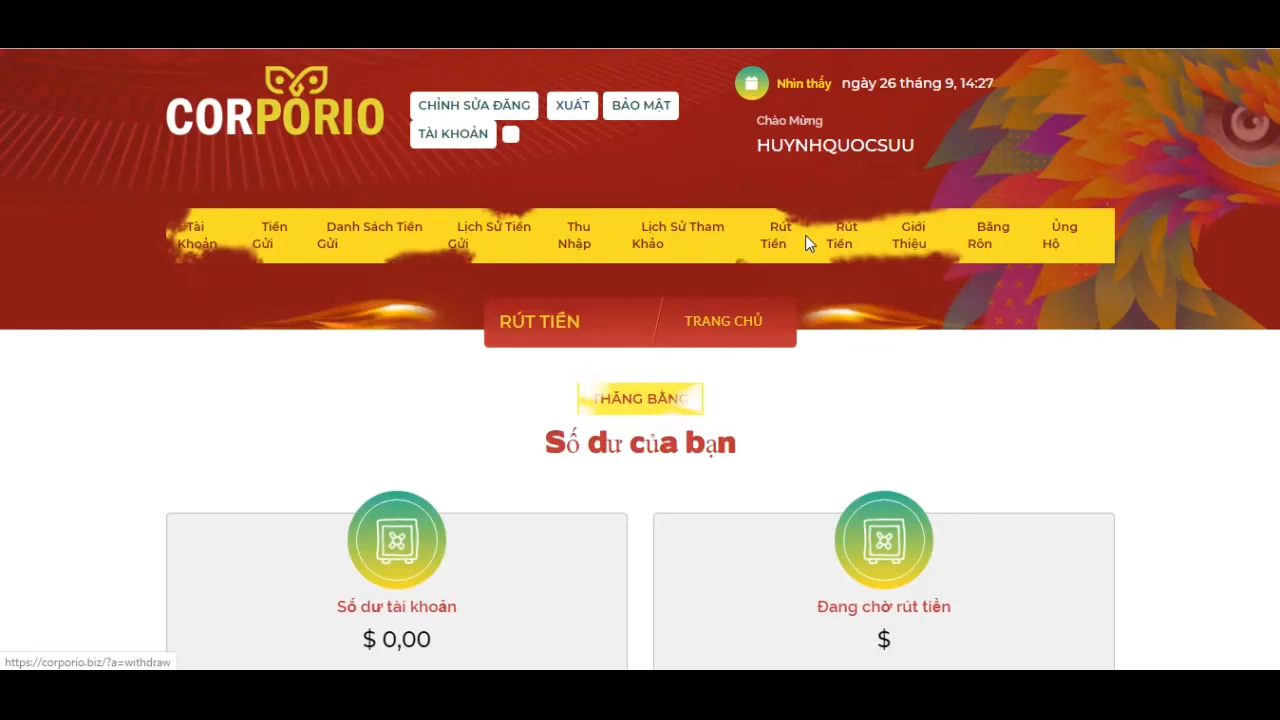 CORPORIO
CHỈNH SỬA ĐĂNG
XUẤT
BẢO MẬT
TÀI KHOẢN
Nhìn thấy ngày 26 tháng 9, 14:27
Chào Mừng
HUYNHQUOCSUU
Tài Khoản
Tiền Gửi
Danh Sách Tiền Gửi
Lịch Sử Tiền Gửi
Thu Nhập
Lịch Sử Tham Khảo
Rút Tiền
Rút Tiền
Giới Thiệu
Băng Rôn
Ủng Hộ
RÚT TIỀN
TRANG CHỦ
THĂNG BẰNG
Số dư của bạn
Số dư tài khoản
$ 0,00
Đang chờ rút tiền
$
https://corporio.biz/?a=withdraw